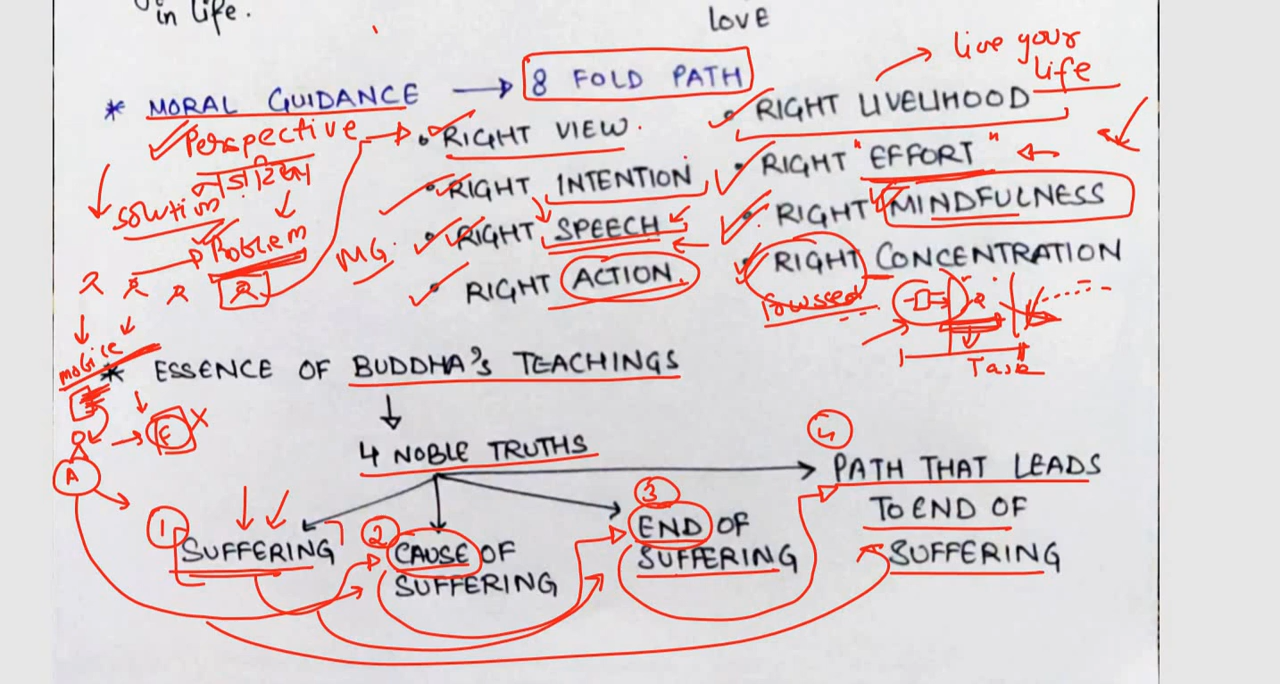 in life.
LOVE
* MORAL GUIDANCE → 8 FOLD PATH
Perspective → • RIGHT VIEW.
नजरिया
• RIGHT INTENTION
solution
Problem
• RIGHT SPEECH
MG.
• RIGHT ACTION.
live your
life
• RIGHT LIVELIHOOD
• RIGHT "EFFORT"
• RIGHT MINDFULNESS
• RIGHT CONCENTRATION
focussed
Task
* ESSENCE OF BUDDHA's TEACHINGS
E X
A
4 NOBLE TRUTHS
1
SUFFERING
2
CAUSE OF
SUFFERING
3
END OF
SUFFERING
4
PATH THAT LEADS
TO END OF
SUFFERING